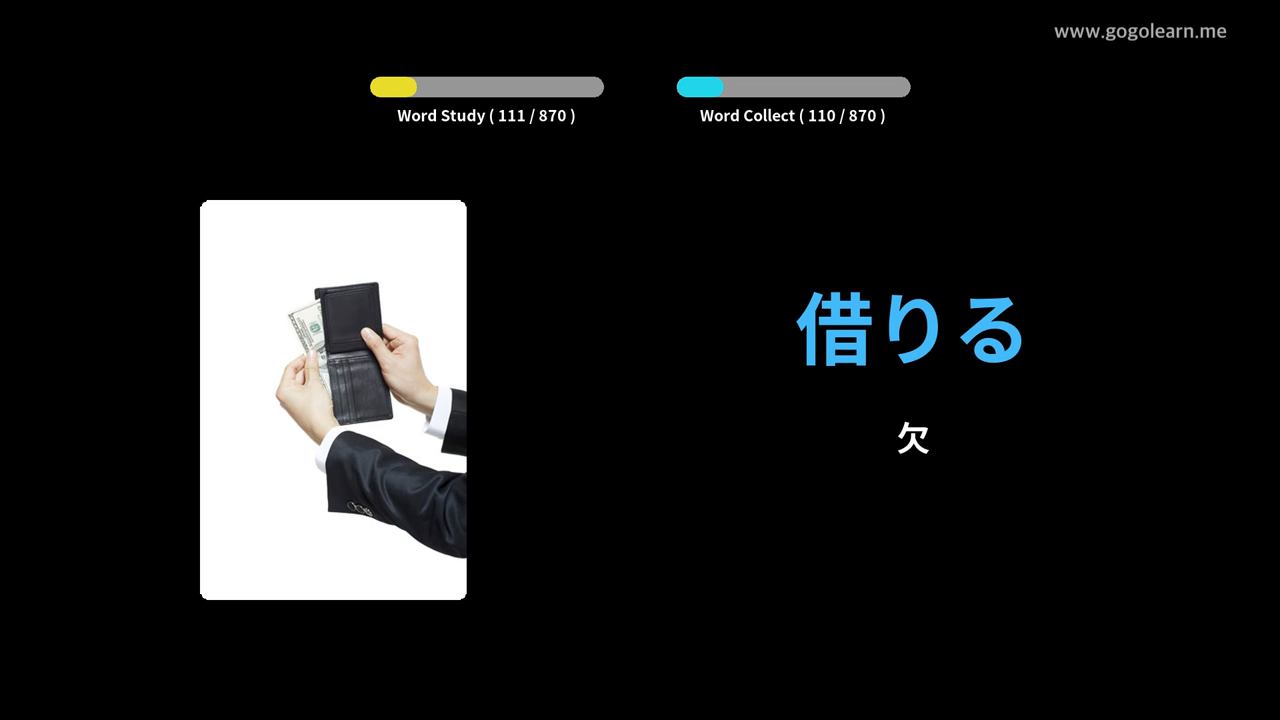 www.gogolearn.me
Word Study ( 111 / 870 )
Word Collect ( 110 / 870 )
借りる
欠